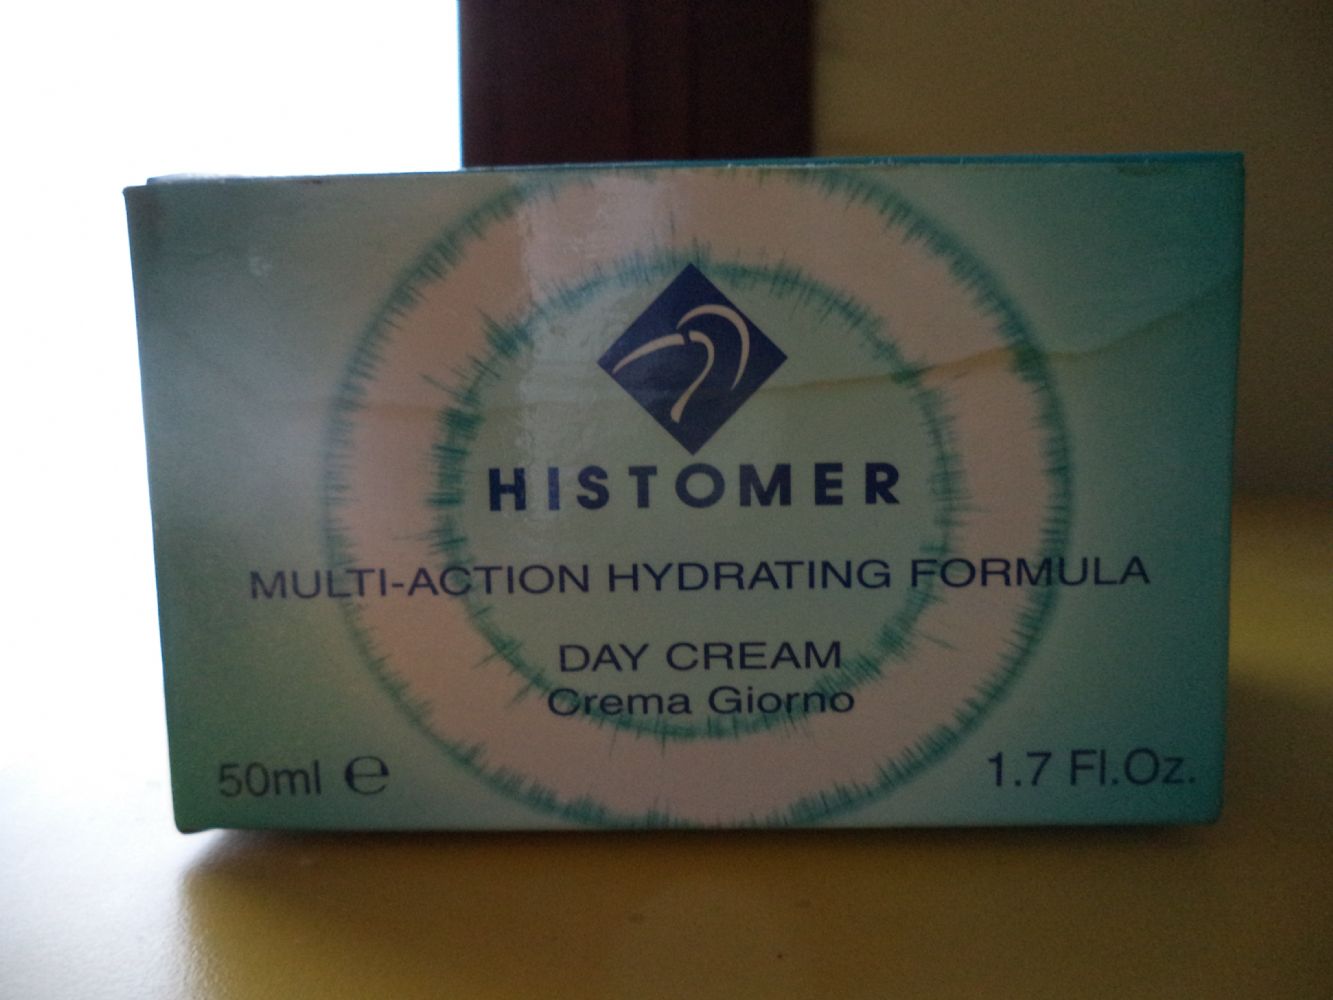 HISTOMER
MULTI-ACTION HYDRATING FORMULA
DAY CREAM
Crema Giorno
50ml ℮
1.7 Fl.Oz.